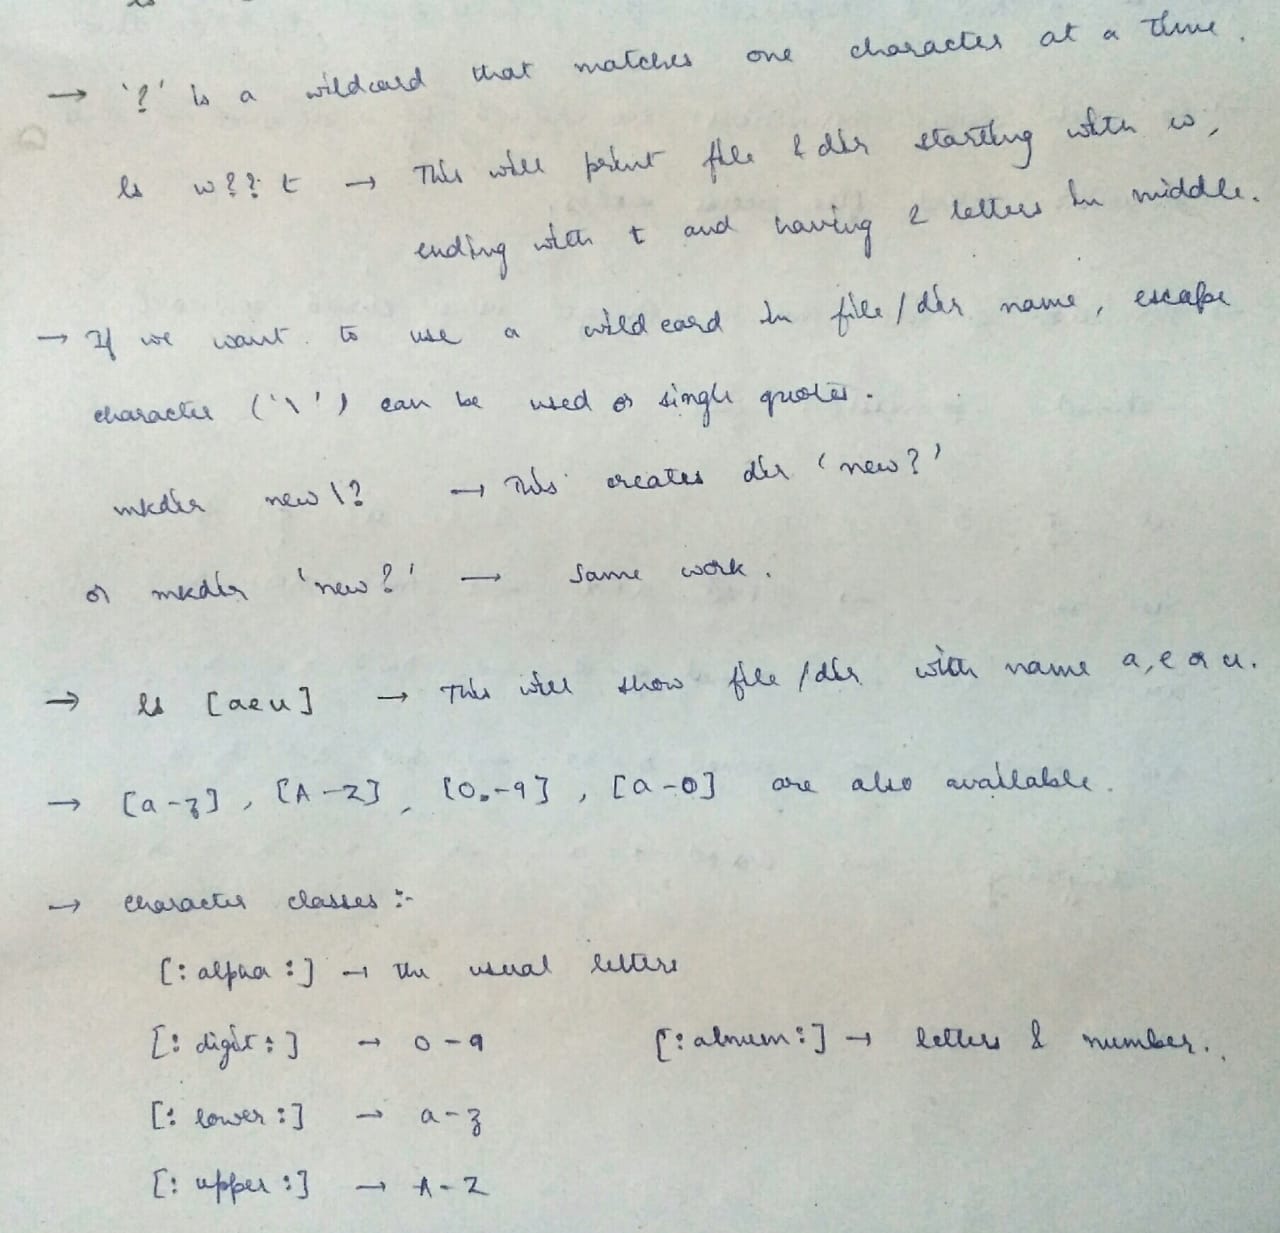 → '?' is a wildcard that matches one character at a time.
ls w??t → This will print file & dir starting with w,
ending with t and having 2 letters in middle.
→ If we want to use a wild card in file/dir name, escape
character ('\') can be used or single quotes.
mkdir new\? → This creates dir 'new?'
or mkdir 'new?' → Same work.
→ ls [aeu] → This will show file/dir with name a, e or u.
→ [a-z], [A-Z], [0-9], [a-o] are also available.
→ character classes :-
[:alpha:] → the usual letters
[:digit:] → 0-9 [:alnum:] → letters & number.
[:lower:] → a-z
[:upper:] → A-Z